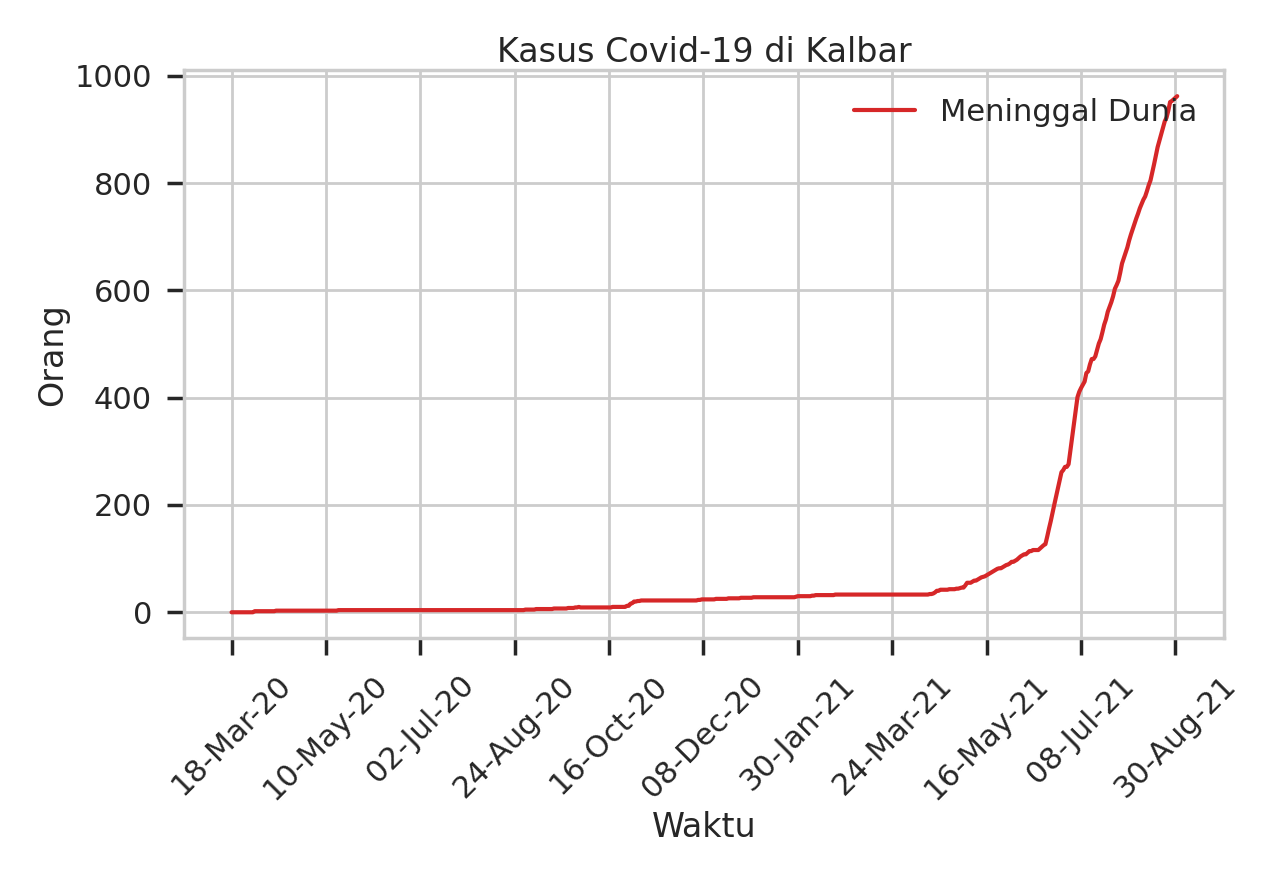 Kasus Covid-19 di Kalbar
Meninggal Dunia
Orang
1000
800
600
400
200
0
18-Mar-20
10-May-20
02-Jul-20
24-Aug-20
16-Oct-20
08-Dec-20
30-Jan-21
24-Mar-21
16-May-21
08-Jul-21
30-Aug-21
Waktu